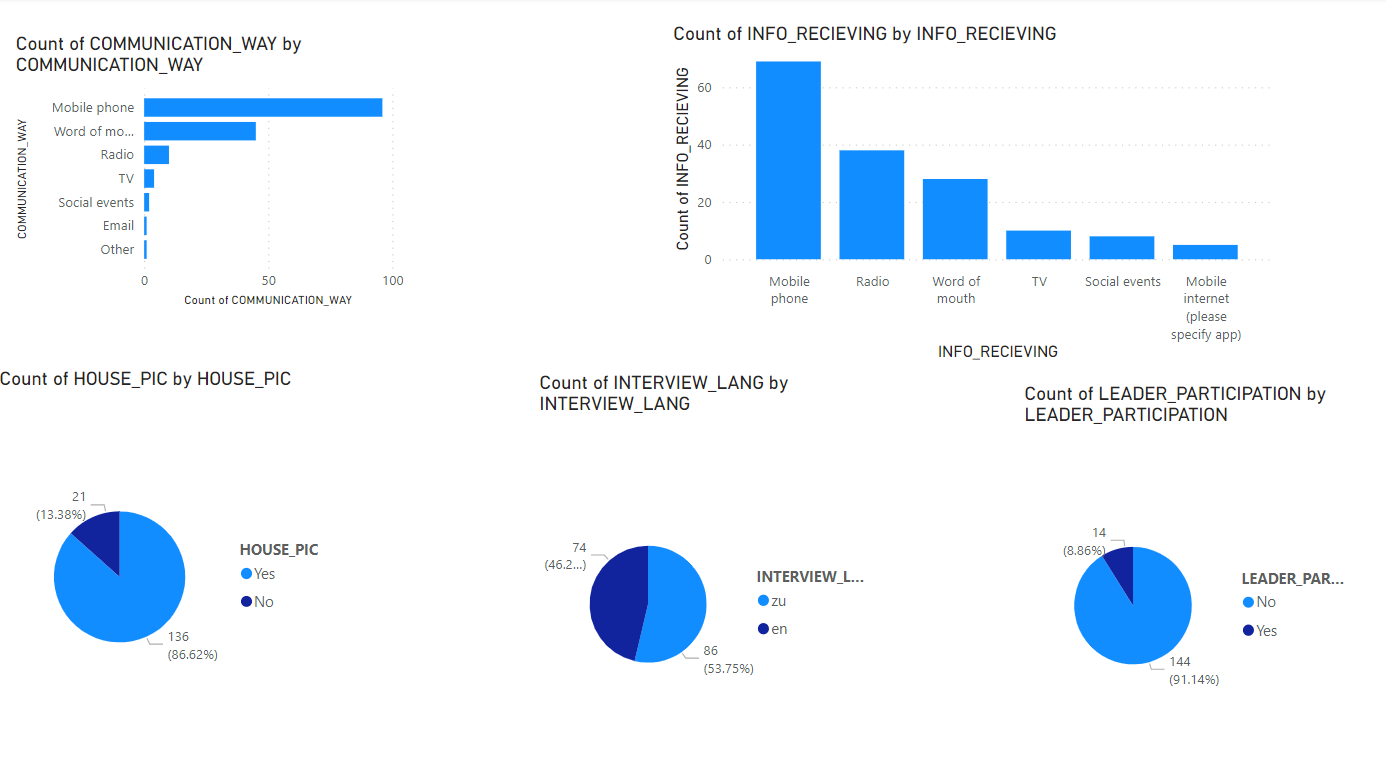 Count of COMMUNICATION_WAY by
COMMUNICATION_WAY
COMMUNICATION_WAY
Mobile phone
Word of mo...
Radio
TV
Social events
Email
Other
0
50
100
Count of COMMUNICATION_WAY
Count of INFO_RECIEVING by INFO_RECIEVING
Count of INFO_RECIEVING
60
40
20
0
Mobile
phone
Radio
Word of
mouth
TV
Social events
Mobile
internet
(please
specify app)
INFO_RECIEVING
Count of HOUSE_PIC by HOUSE_PIC
21
(13.38%)
136
(86.62%)
HOUSE_PIC
Yes
No
Count of INTERVIEW_LANG by
INTERVIEW_LANG
74
(46.2...)
86
(53.75%)
INTERVIEW_L...
zu
en
Count of LEADER_PARTICIPATION by
LEADER_PARTICIPATION
14
(8.86%)
144
(91.14%)
LEADER_PAR...
No
Yes